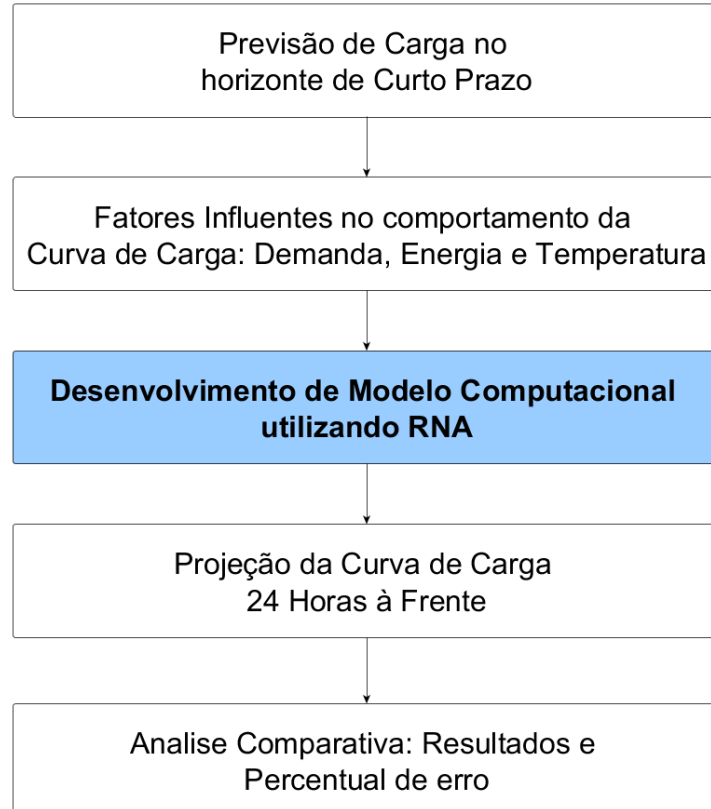 Previsão de Carga no
horizonte de Curto Prazo
Fatores Influentes no comportamento da
Curva de Carga: Demanda, Energia e Temperatura
Desenvolvimento de Modelo Computacional
utilizando RNA
Projeção da Curva de Carga
24 Horas à Frente
Analise Comparativa: Resultados e
Percentual de erro